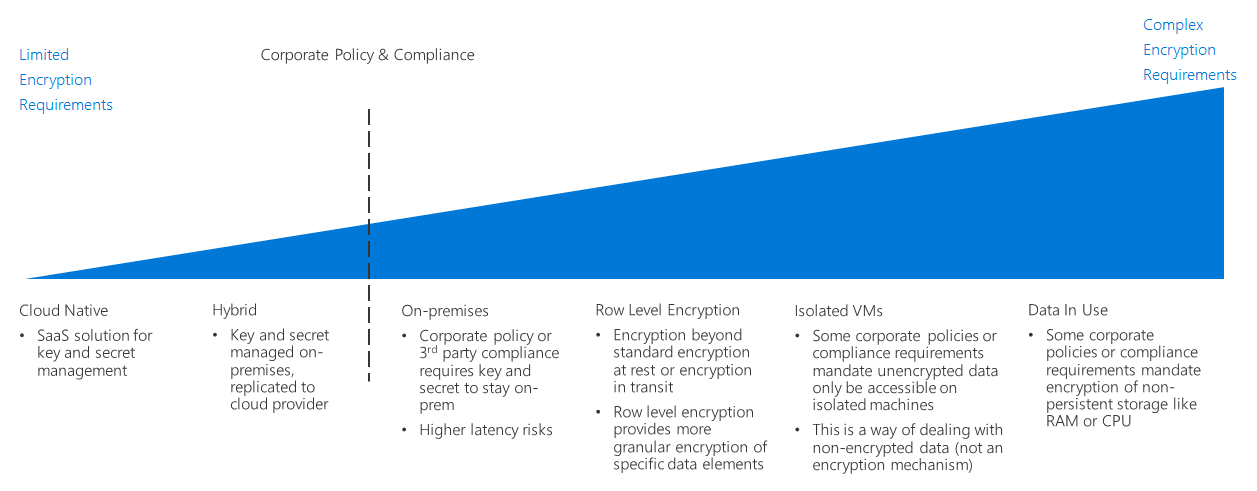 Complex
Encryption
Requirements
Limited
Encryption
Requirements
Corporate Policy & Compliance
Cloud Native
• SaaS solution for
key and secret
management
Hybrid
• Key and secret
managed on-
premises,
replicated to
cloud provider
On-premises
• Corporate policy or
3rd party compliance
requires key and
secret to stay on-
prem
• Higher latency risks
Row Level Encryption
• Encryption beyond
standard encryption
at rest or encryption
in transit
• Row level encryption
provides more
granular encryption of
specific data elements
Isolated VMs
• Some corporate policies or
compliance requirements
mandate unencrypted data
only be accessible on
isolated machines
• This is a way of dealing with
non-encrypted data (not an
encryption mechanism)
Data In Use
• Some corporate
policies or compliance
requirements mandate
encryption of non-
persistent storage like
RAM or CPU